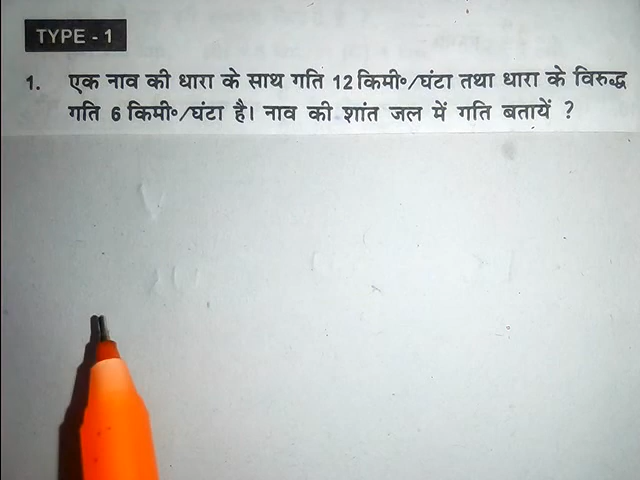 TYPE - 1
1. एक नाव की धारा के साथ गति 12 किमी०/घंटा तथा धारा के विरुद्ध
गति 6 किमी०/घंटा है। नाव की शांत जल में गति बतायें ?